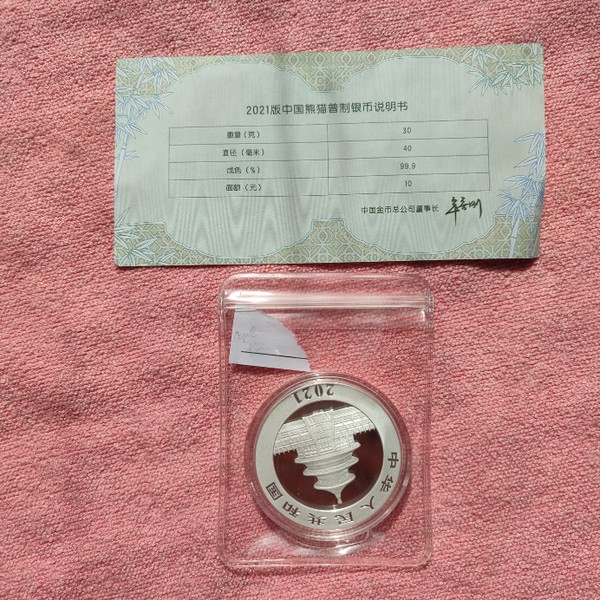 2021版中国熊猫普制银币说明书
重量（克） 30
直径（毫米） 40
成色（%） 99.9
面额（元） 10
中国金币总公司董事长
2021
中华人民共和国